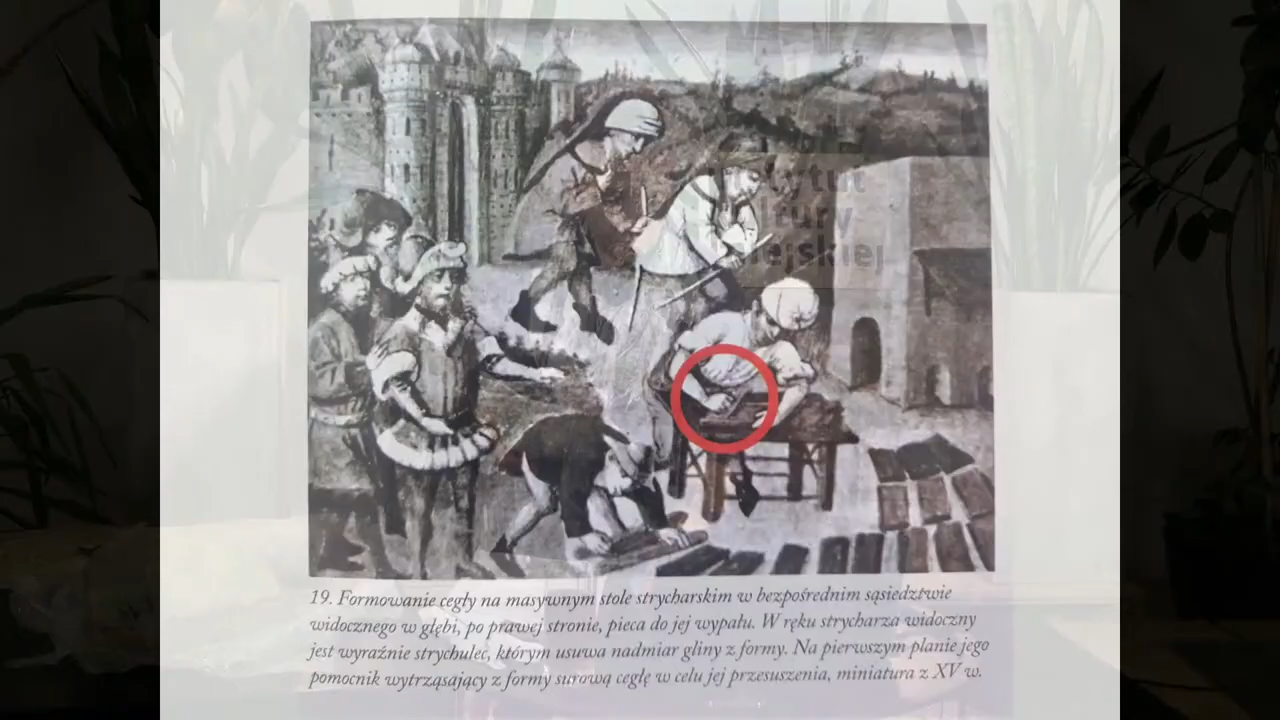 19. Formowanie cegły na masywnym stole strycharskim w bezpośrednim sąsiedztwie
widocznego w głębi, po prawej stronie, pieca do jej wypału. W ręku strycharza widoczny
jest wyraźnie strychulec, którym usuwa nadmiar gliny z formy. Na pierwszym planie jego
pomocnik wytrząsający z formy surową cegłę w celu jej przesuszenia, miniatura z XV w.